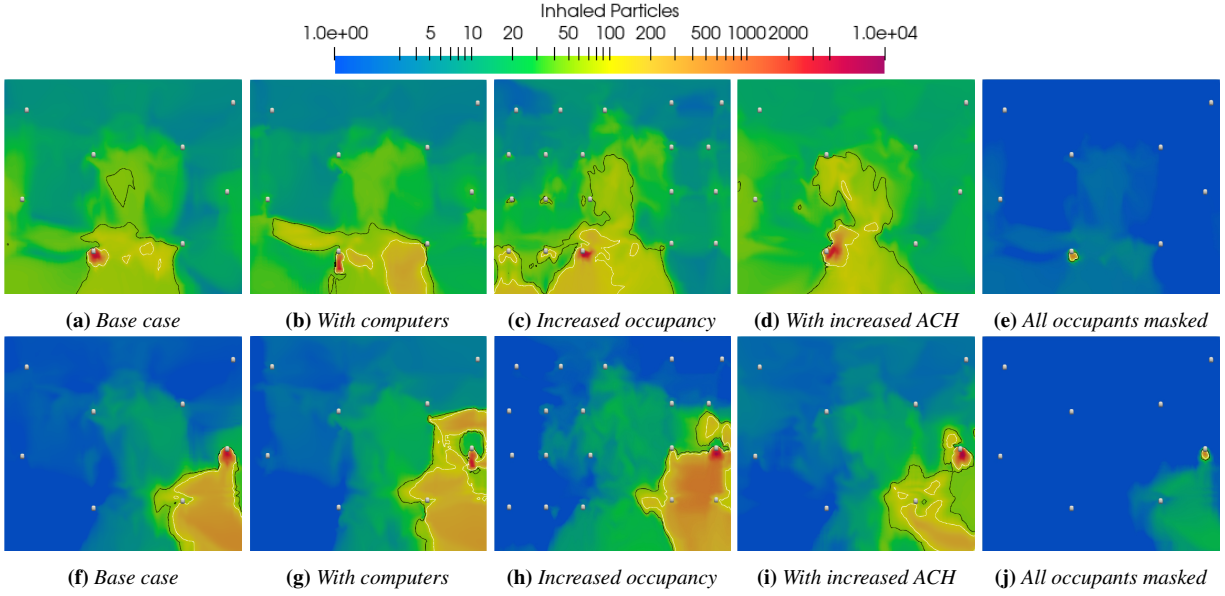 Inhaled Particles
1.0e+00 5 10 20 50 100 200 500 1000 2000 1.0e+04
(a) Base case (b) With computers (c) Increased occupancy (d) With increased ACH (e) All occupants masked
(f) Base case (g) With computers (h) Increased occupancy (i) With increased ACH (j) All occupants masked